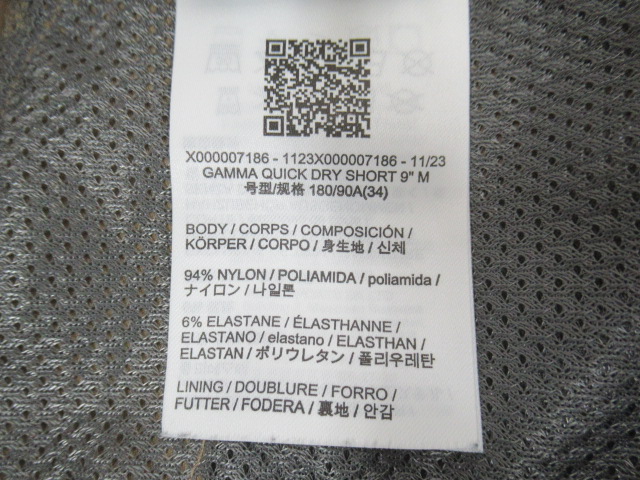 X000007186 - 1123X000007186 - 11/23
GAMMA QUICK DRY SHORT 9" M
号型/规格 180/90A(34)
BODY / CORPS / COMPOSICIÓN /
KÖRPER / CORPO / 身生地 / 신체
94% NYLON / POLIAMIDA / poliamida /
ナイロン / 나일론
6% ELASTANE / ÉLASTHANNE /
ELASTANO / elastano / ELASTHAN /
ELASTAN / ポリウレタン / 폴리우레탄
LINING / DOUBLURE / FORRO /
FUTTER / FODERA / 裏地 / 안감